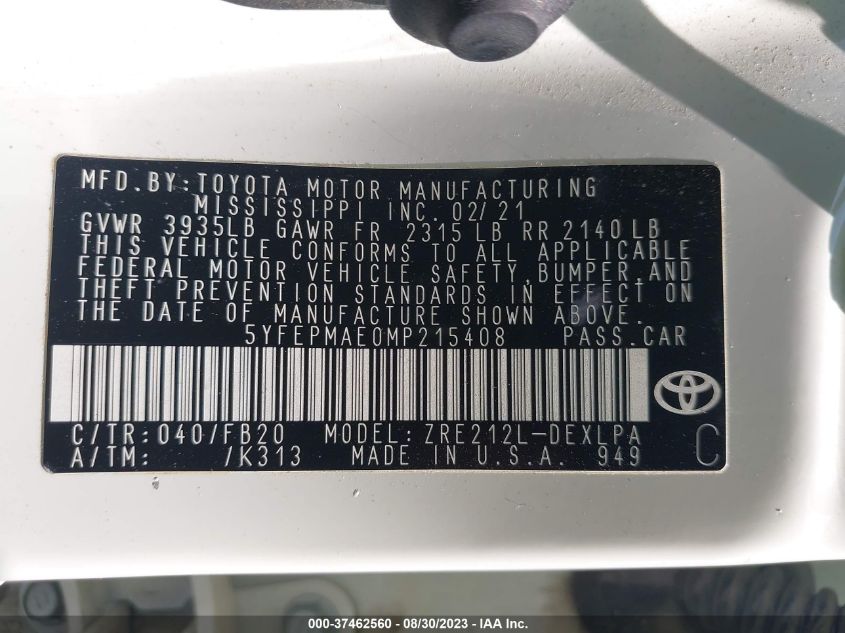 MFD.BY:TOYOTA MOTOR MANUFACTURING
MISSISSIPPI INC. 02/21
GVWR 3935LB GAWR FR 2315LB RR 2140LB
THIS VEHICLE CONFORMS TO ALL APPLICABLE
FEDERAL MOTOR VEHICLE SAFETY,BUMPER,AND
THEFT PREVENTION STANDARDS IN EFFECT ON
THE DATE OF MANUFACTURE SHOWN ABOVE.
5YFEPMAE0MP215408 PASS.CAR
C/TR:040/FB20 MODEL:ZRE212L-DEXLPA
A/TM: /K313 MADE IN U.S.A. 949 C
000-37462560 - 08/30/2023 - IAA Inc.